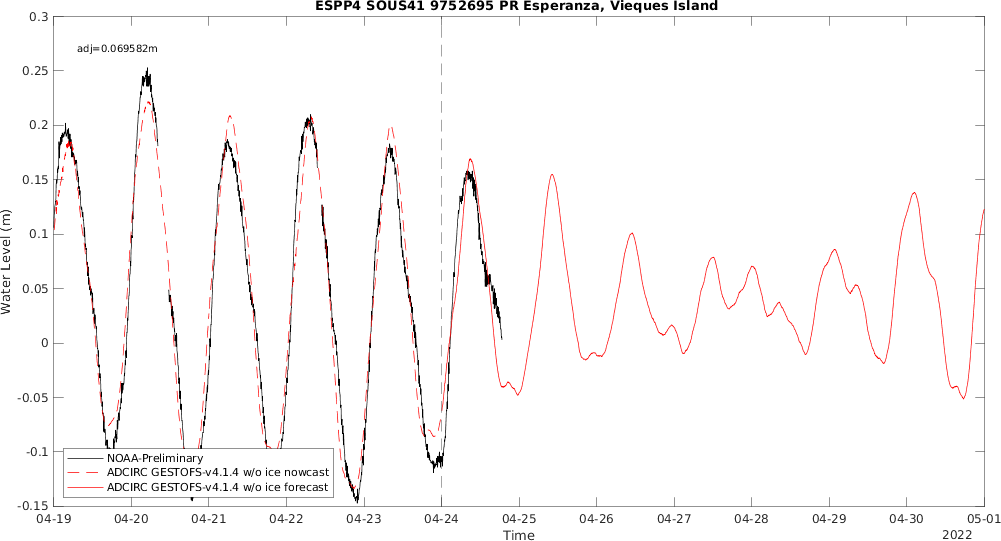 ESPP4 SOUS41 9752695 PR Esperanza, Vieques Island
adj=0.069582m
0.3
0.25
0.2
0.15
0.1
0.05
0
-0.05
-0.1
-0.15
Water Level (m)
NOAA-Preliminary
ADCIRC GESTOFS-v4.1.4 w/o ice nowcast
ADCIRC GESTOFS-v4.1.4 w/o ice forecast
04-19 04-20 04-21 04-22 04-23 04-24 04-25 04-26 04-27 04-28 04-29 04-30 05-01
Time
2022